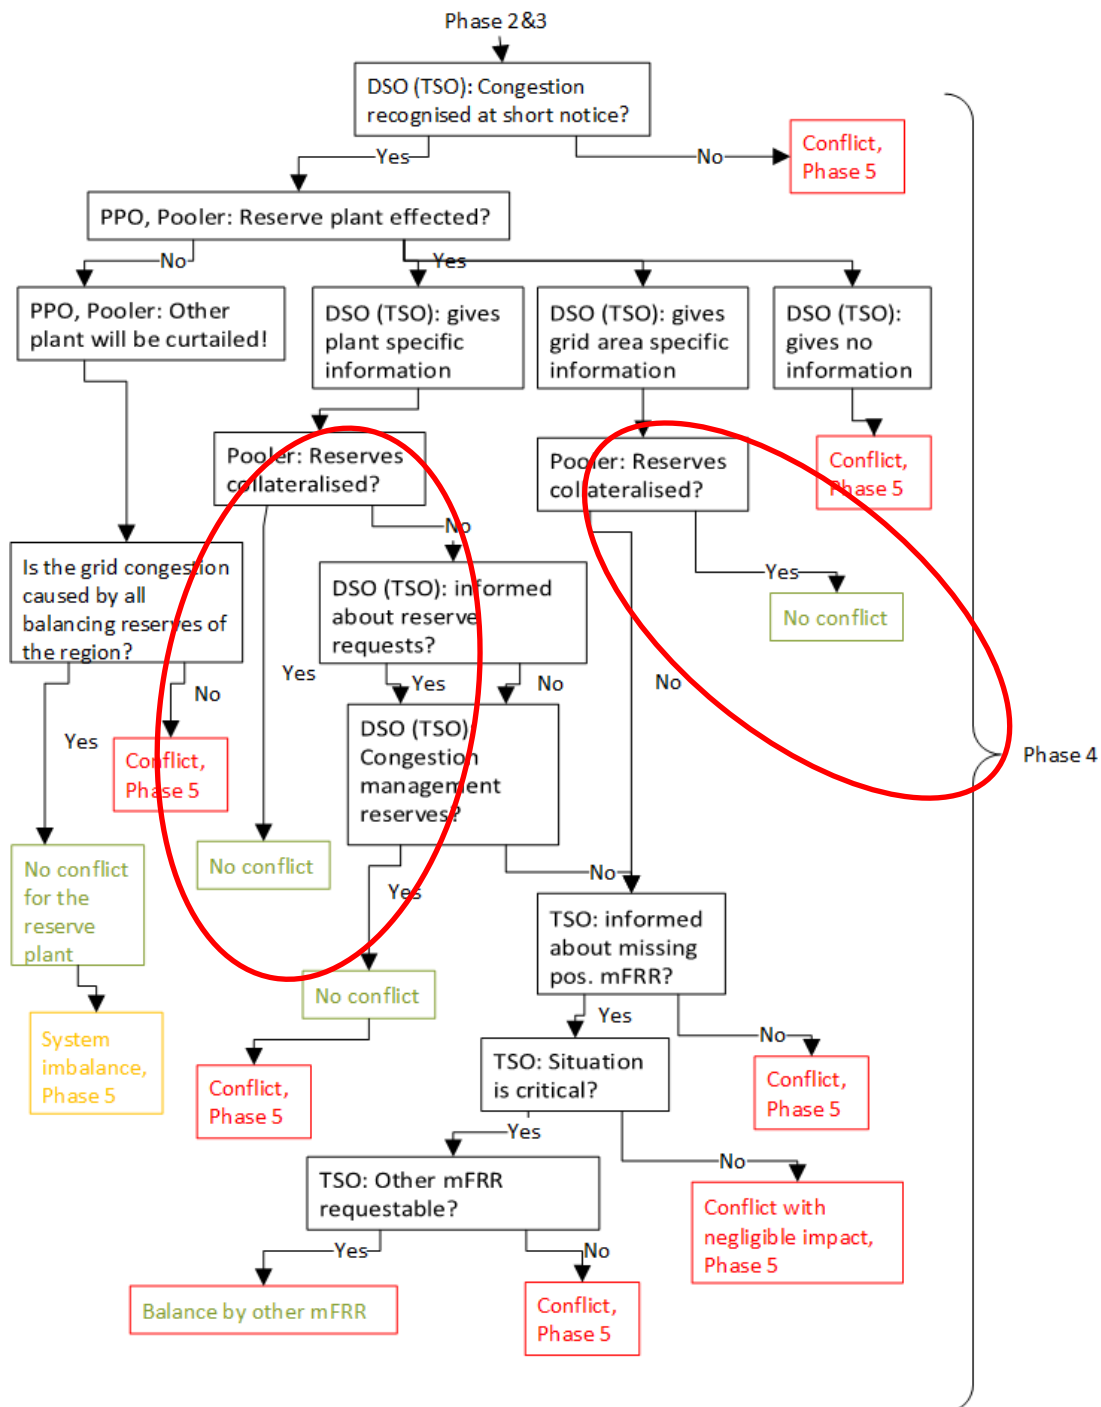 Phase 2&3
DSO (TSO): Congestion
recognised at short notice?
Conflict,
Phase 5
Yes
No
PPO, Pooler: Reserve plant effected?
No
Yes
PPO, Pooler: Other
plant will be curtailed!
DSO (TSO): gives
plant specific
information
DSO (TSO): gives
grid area specific
information
DSO (TSO):
gives no
information
Pooler: Reserves
collateralised?
Pooler: Reserves
collateralised?
Conflict,
Phase 5
No
Is the grid congestion
caused by all
balancing reserves of
the region?
DSO (TSO): informed
about reserve
requests?
Yes
No conflict
Yes
No
Yes
No
No
DSO (TSO)
Congestion
management
reserves?
Yes
Conflict,
Phase 5
Phase 4
No conflict
for the
reserve
plant
No conflict
Yes
No
TSO: informed
about missing
pos. mFRR?
No conflict
System
imbalance,
Phase 5
Yes
No
TSO: Situation
is critical?
Conflict,
Phase 5
Conflict,
Phase 5
Yes
No
TSO: Other mFRR
requestable?
Conflict with
negligible impact,
Phase 5
Yes
No
Balance by other mFRR
Conflict,
Phase 5